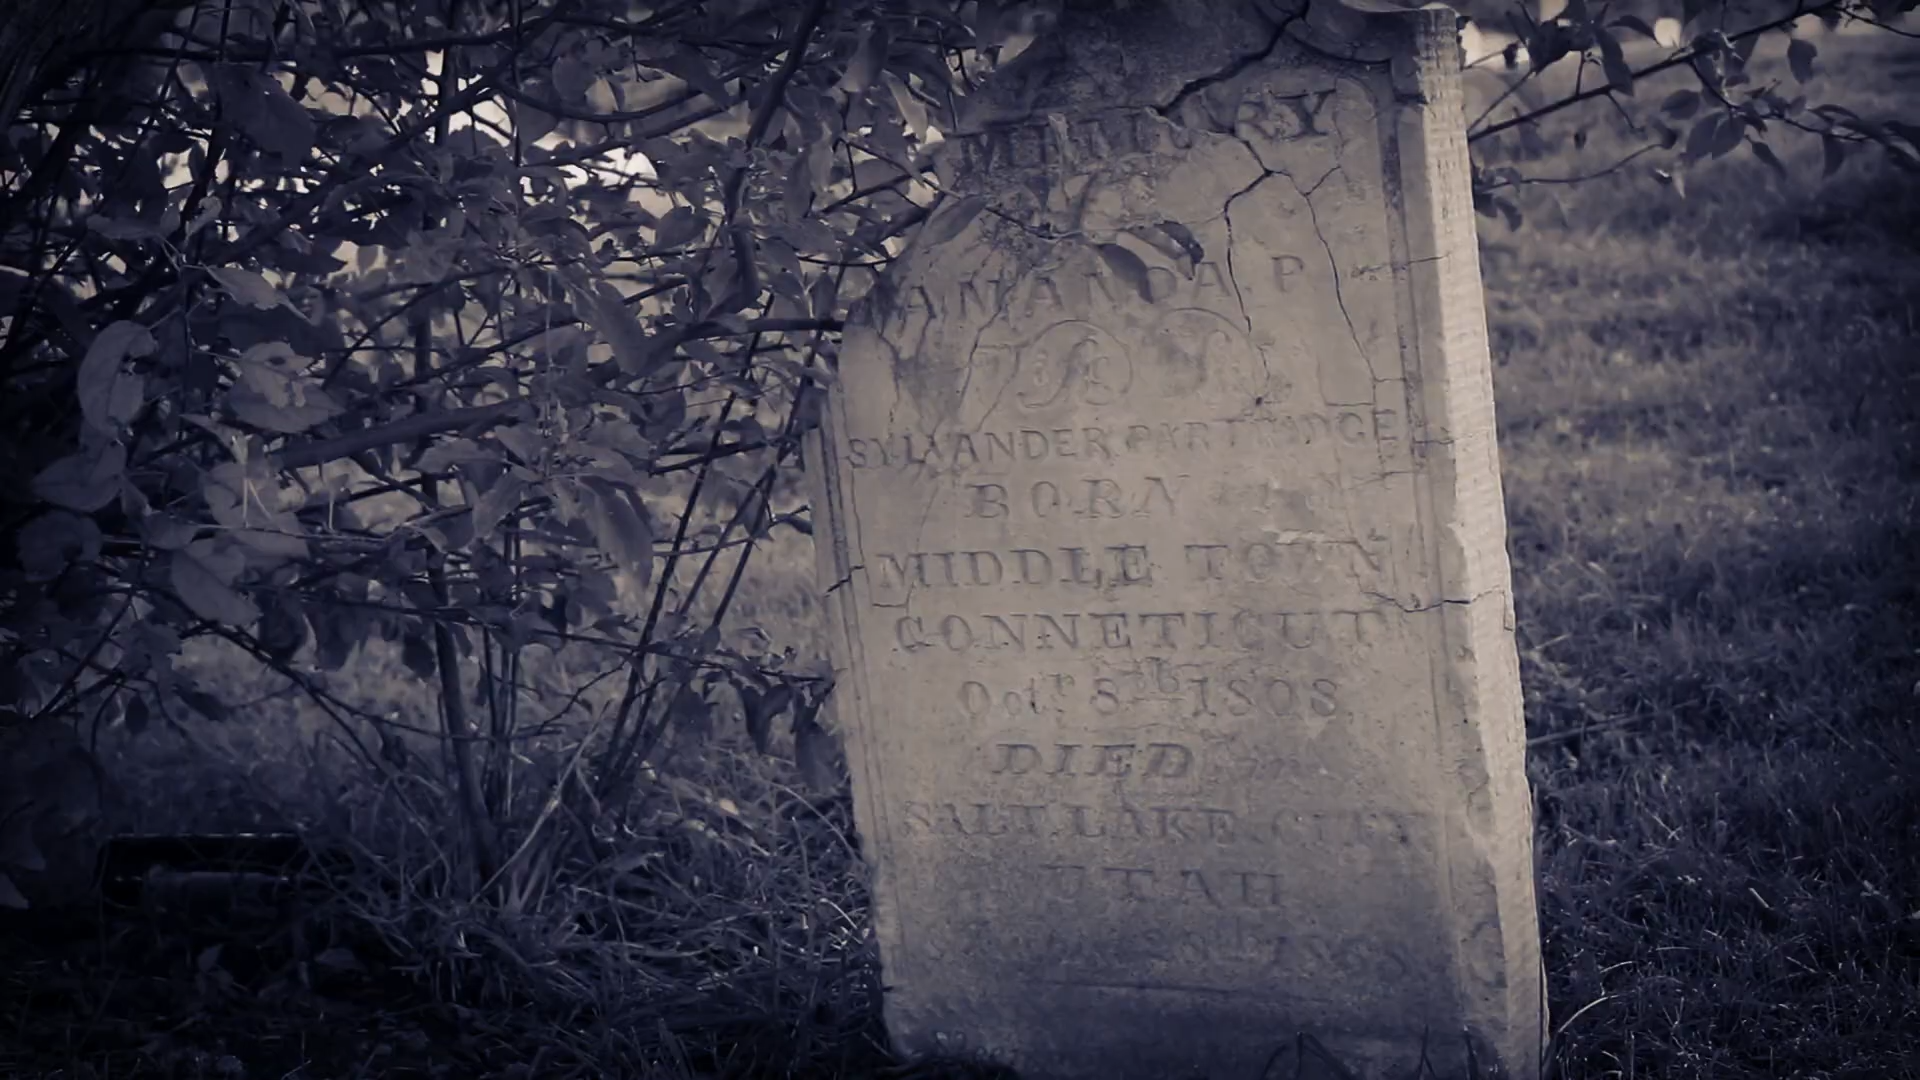 MEMORY
AMANDA. P
SYLVANDER PARTRIDGE
BORN
MIDDLE TOWN
CONNETICUT
Octr 8th 1808
DIED
SALT LAKE CITY
UTAH